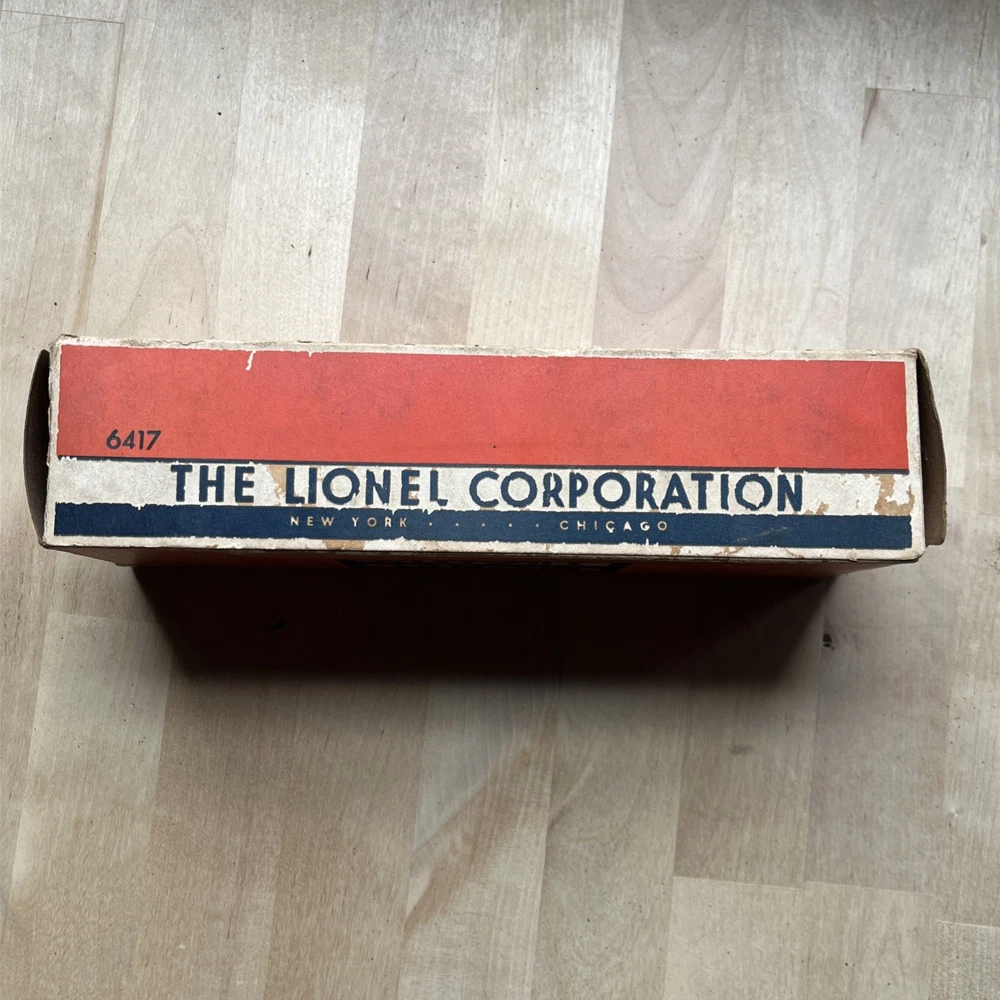 6417
THE LIONEL CORPORATION
NEW YORK · · · · · CHICAGO